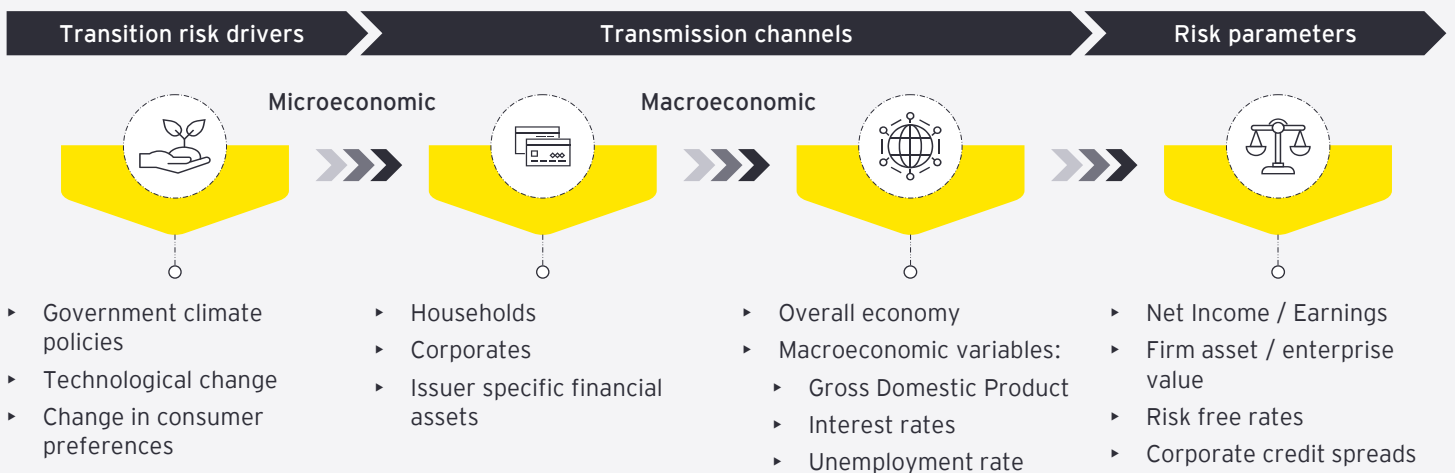 Transition risk drivers
Transmission channels
Risk parameters
Microeconomic
Macroeconomic
▸ Government climate
policies
▸ Technological change
▸ Change in consumer
preferences
▸ Households
▸ Corporates
▸ Issuer specific financial
assets
▸ Overall economy
▸ Macroeconomic variables:
▸ Gross Domestic Product
▸ Interest rates
▸ Unemployment rate
▸ Net Income / Earnings
▸ Firm asset / enterprise
value
▸ Risk free rates
▸ Corporate credit spreads